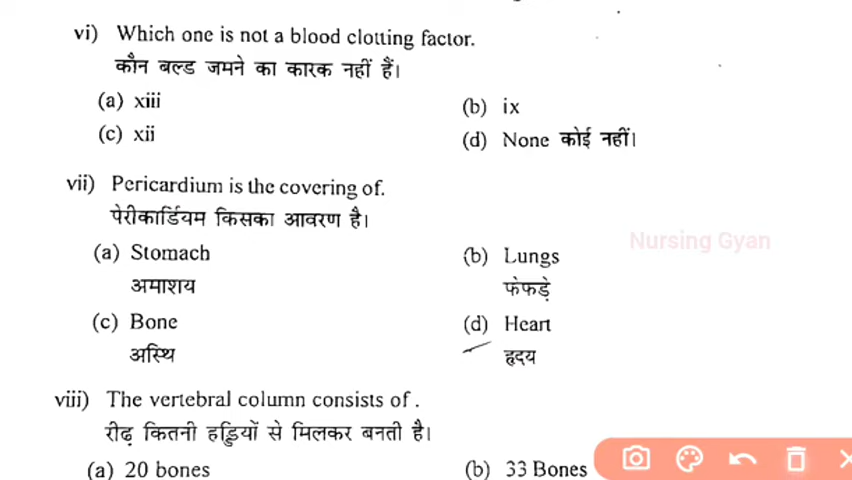 vi) Which one is not a blood clotting factor.
कौन बल्ड जमने का कारक नहीं हैं।
(a) xiii (b) ix
(c) xii (d) None कोई नहीं।
vii) Pericardium is the covering of.
पेरीकार्डियम किसका आवरण है।
Nursing Gyan
(a) Stomach (b) Lungs
अमाशय फेफड़े
(c) Bone (d) Heart
अस्थि हृदय
viii) The vertebral column consists of .
रीढ़ कितनी हड्डियों से मिलकर बनती है।
(a) 20 bones (b) 33 Bones